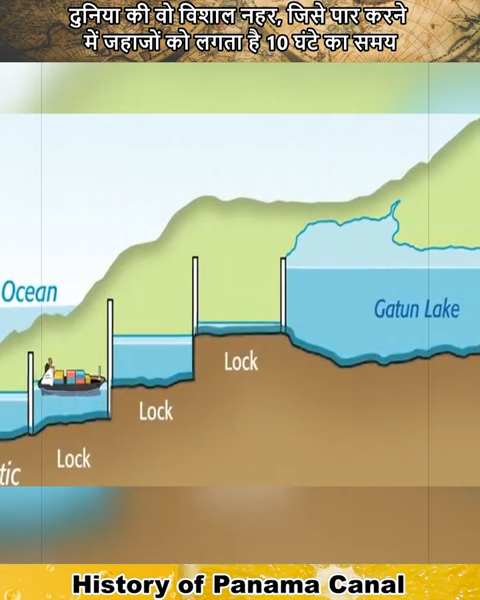 दुनिया की वो विशाल नहर, जिसे पार करने
में जहाजों को लगता है 10 घंटे का समय
Ocean
Gatun Lake
Lock
Lock
Lock
tic
History of Panama Canal